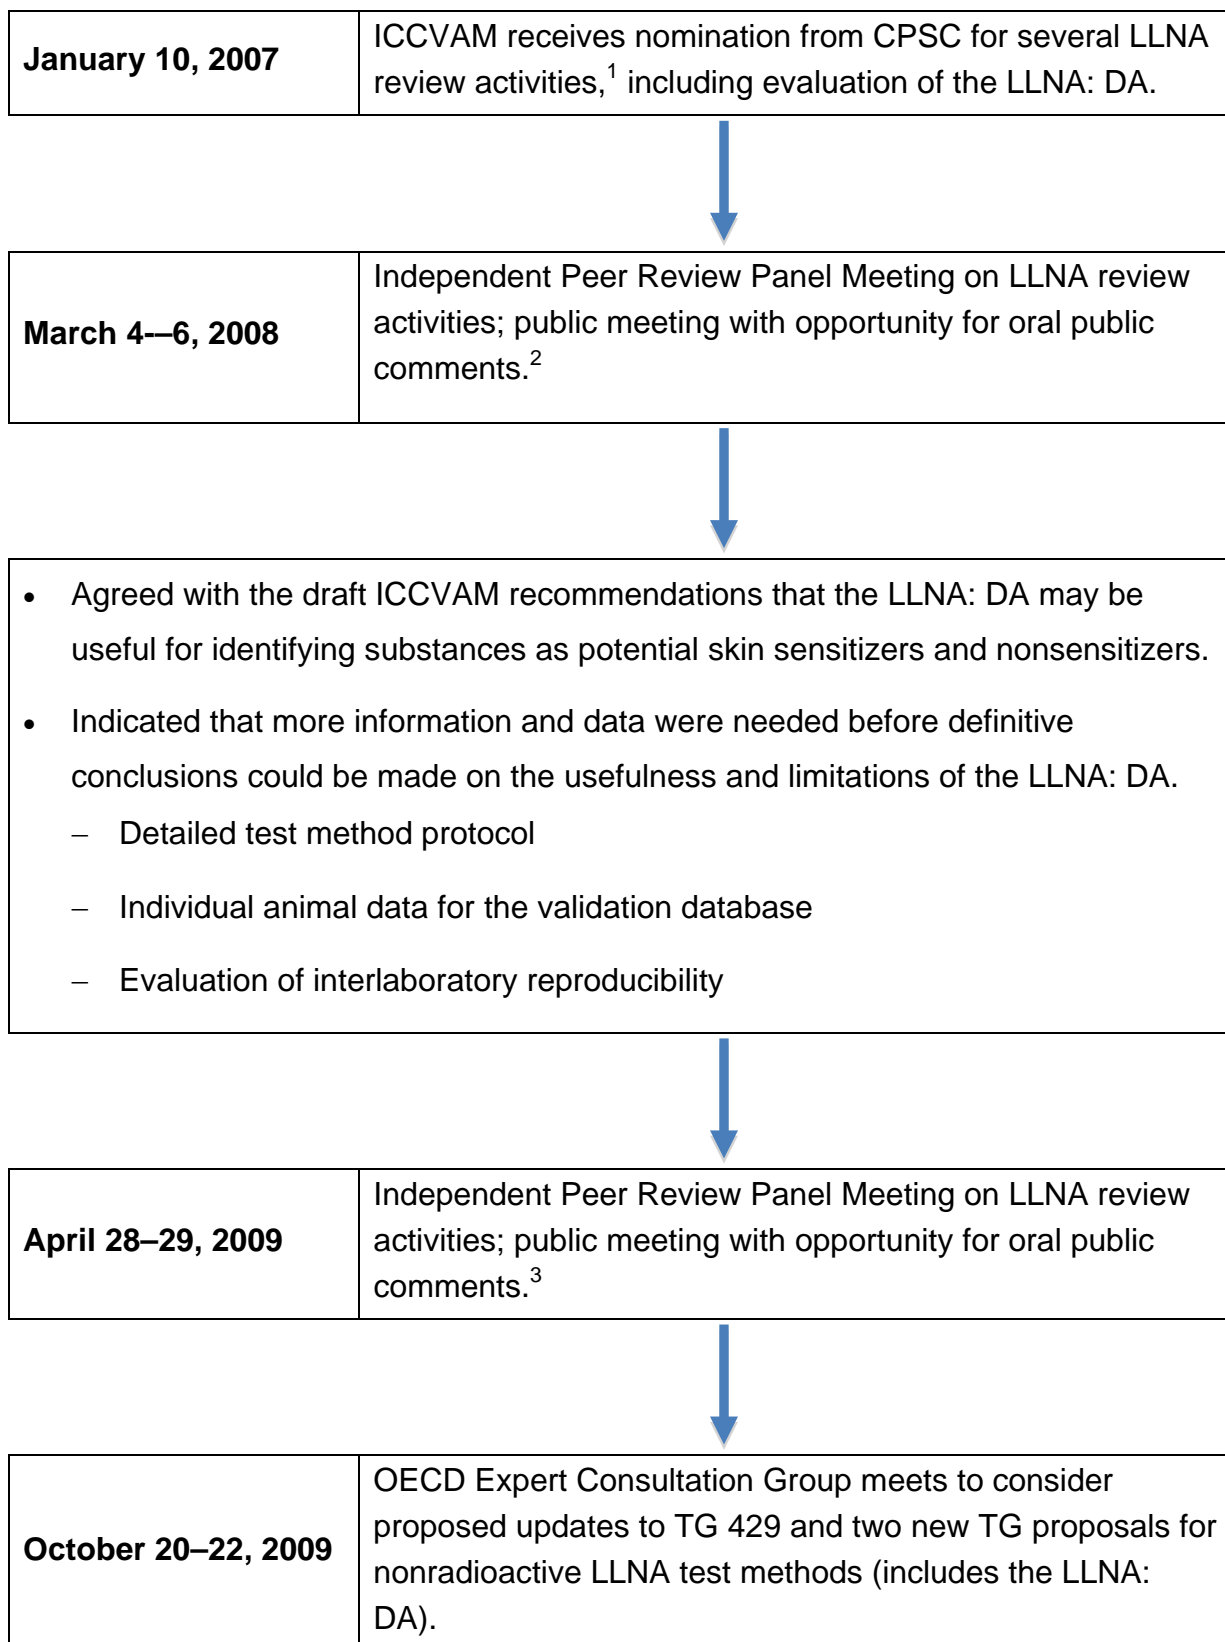 January 10, 2007
ICCVAM receives nomination from CPSC for several LLNA
review activities,1 including evaluation of the LLNA: DA.
March 4-–6, 2008
Independent Peer Review Panel Meeting on LLNA review
activities; public meeting with opportunity for oral public
comments.2
• Agreed with the draft ICCVAM recommendations that the LLNA: DA may be
useful for identifying substances as potential skin sensitizers and nonsensitizers.
• Indicated that more information and data were needed before definitive
conclusions could be made on the usefulness and limitations of the LLNA: DA.
– Detailed test method protocol
– Individual animal data for the validation database
– Evaluation of interlaboratory reproducibility
April 28–29, 2009
Independent Peer Review Panel Meeting on LLNA review
activities; public meeting with opportunity for oral public
comments.3
October 20–22, 2009
OECD Expert Consultation Group meets to consider
proposed updates to TG 429 and two new TG proposals for
nonradioactive LLNA test methods (includes the LLNA:
DA).